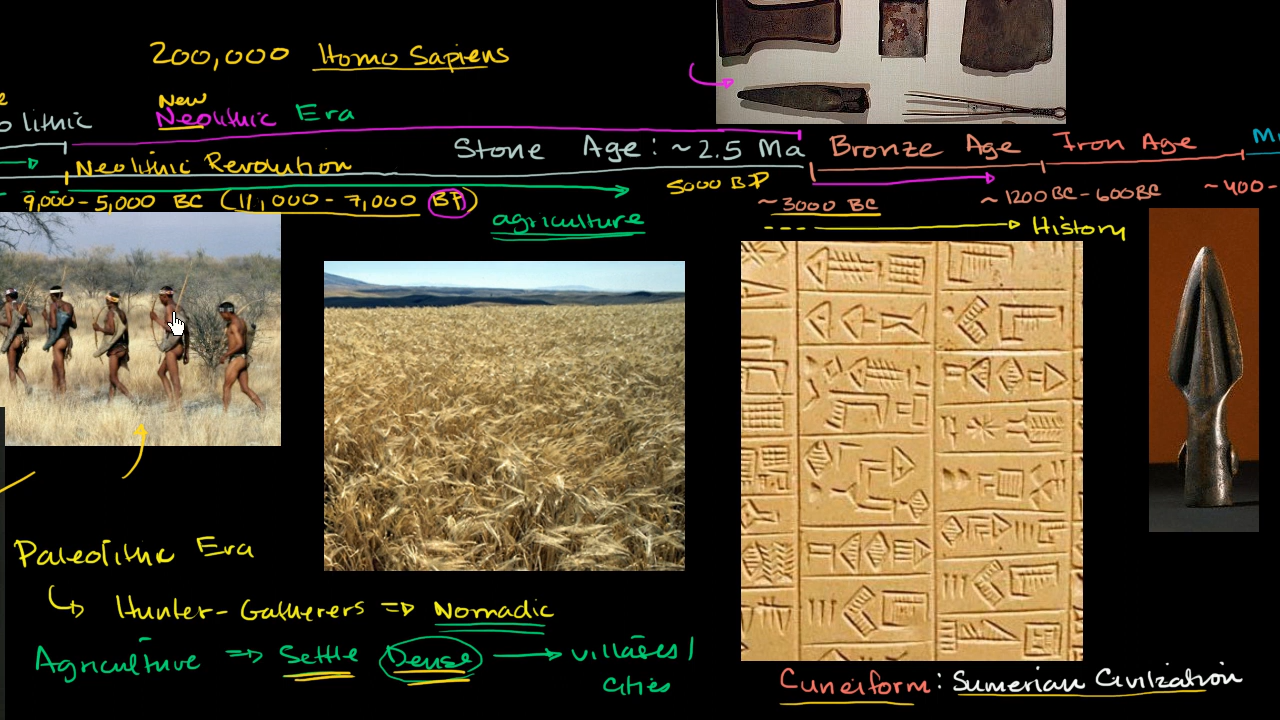 200,000 Homo Sapiens
New
olithic Neolithic Era
Neolithic Revolution Stone Age: ~2.5 Ma Bronze Age Iron Age
9,000-5,000 BC (11,000-7,000 BP) 5000 BP ~3000 BC ~1200 BC-600 BC ~400-
agriculture History
Paleolithic Era
Hunter-Gatherers => Nomadic
Agriculture => Settle Dense villages/
cities
Cuneiform: Sumerian Civilization